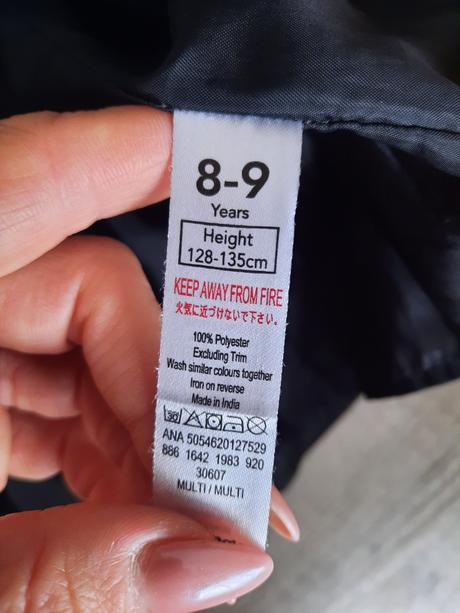 8-9
Years
Height
128-135cm
KEEP AWAY FROM FIRE
火気に近づけないで下さい。
100% Polyester
Excluding Trim
Wash similar colours together
Iron on reverse
Made in India
30
ANA 5054620127529
886 1642 1983 920
30607
MULTI / MULTI